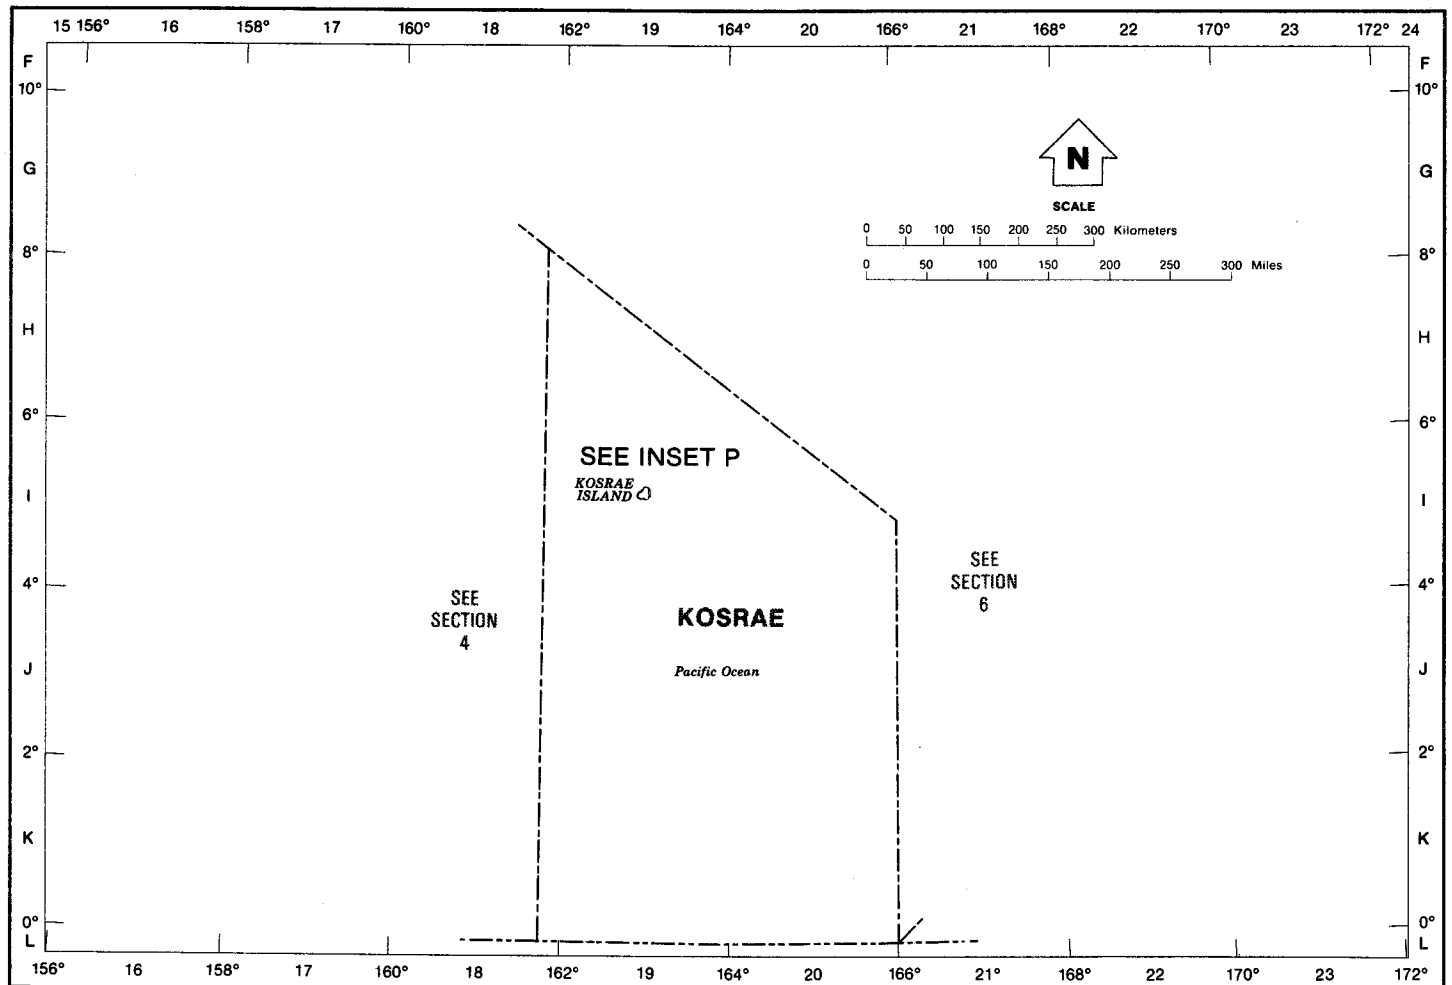 15 156° 16 158° 17 160° 18 162° 19 164° 20 166° 21 168° 22 170° 23 172° 24
F F
10° 10°
G G
N
SCALE
0 50 100 150 200 250 300 Kilometers
8° 8°
0 50 100 150 200 250 300 Miles
H H
6° 6°
SEE INSET P
KOSRAE
ISLAND
I I
SEE
SECTION
6
4° 4°
SEE
SECTION
4
KOSRAE
J J
Pacific Ocean
2° 2°
K K
0° 0°
L L
156° 16 158° 17 160° 18 162° 19 164° 20 166° 21° 168° 22 170° 23 172°